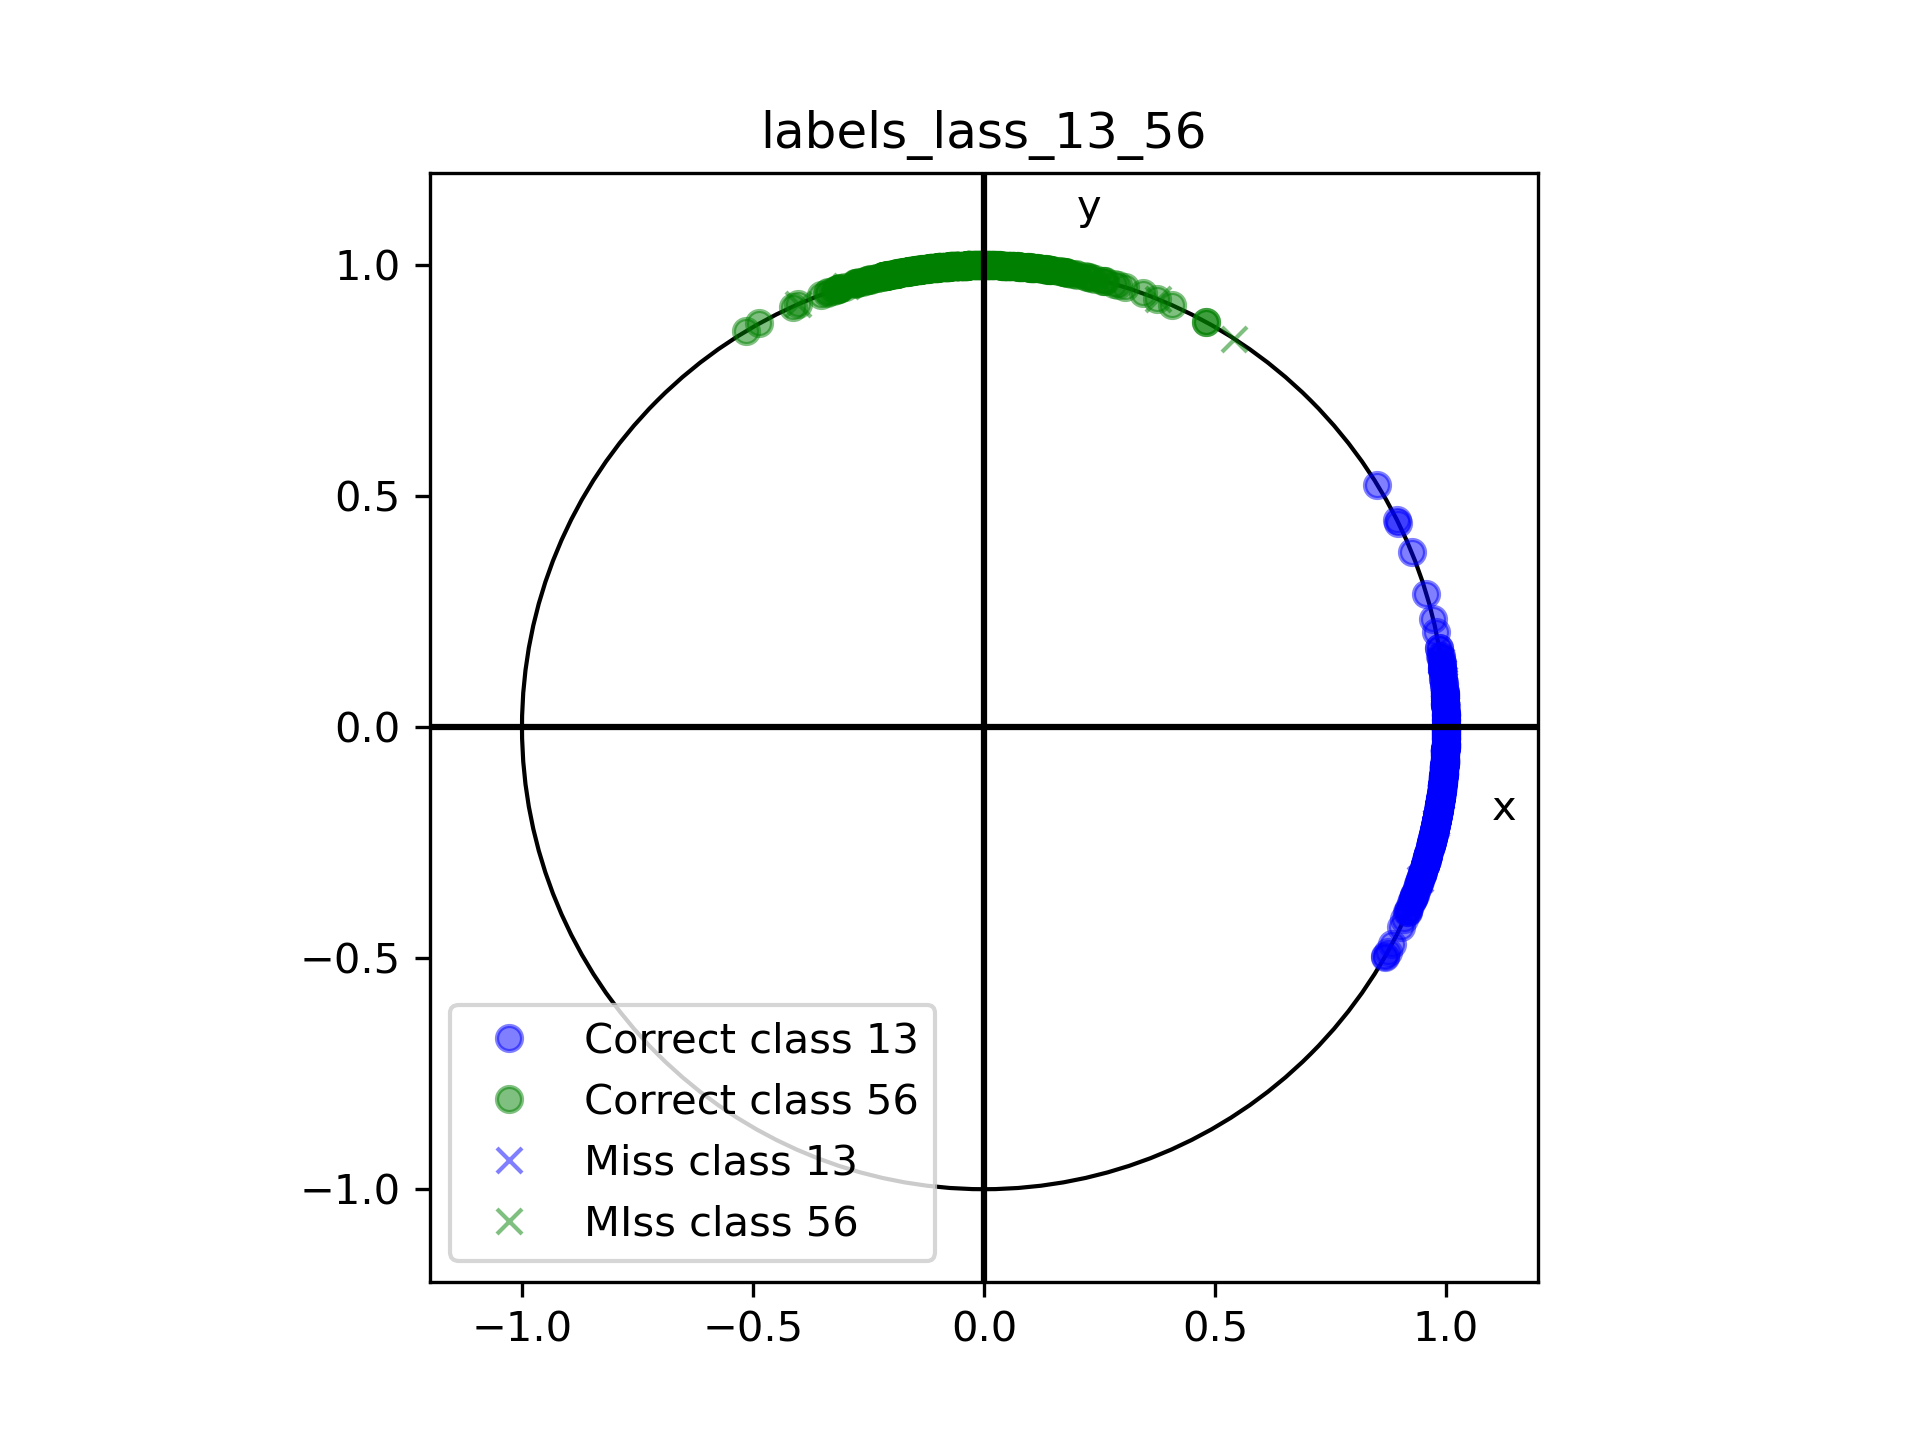 labels_lass_13_56
y
1.0
0.5
0.0
x
−0.5
−1.0
Correct class 13
Correct class 56
Miss class 13
MIss class 56
−1.0 −0.5 0.0 0.5 1.0